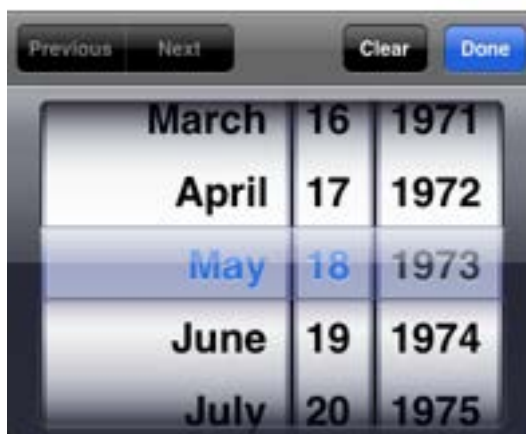 Previous Next Clear Done
March 16 1971
April 17 1972
May 18 1973
June 19 1974
July 20 1975